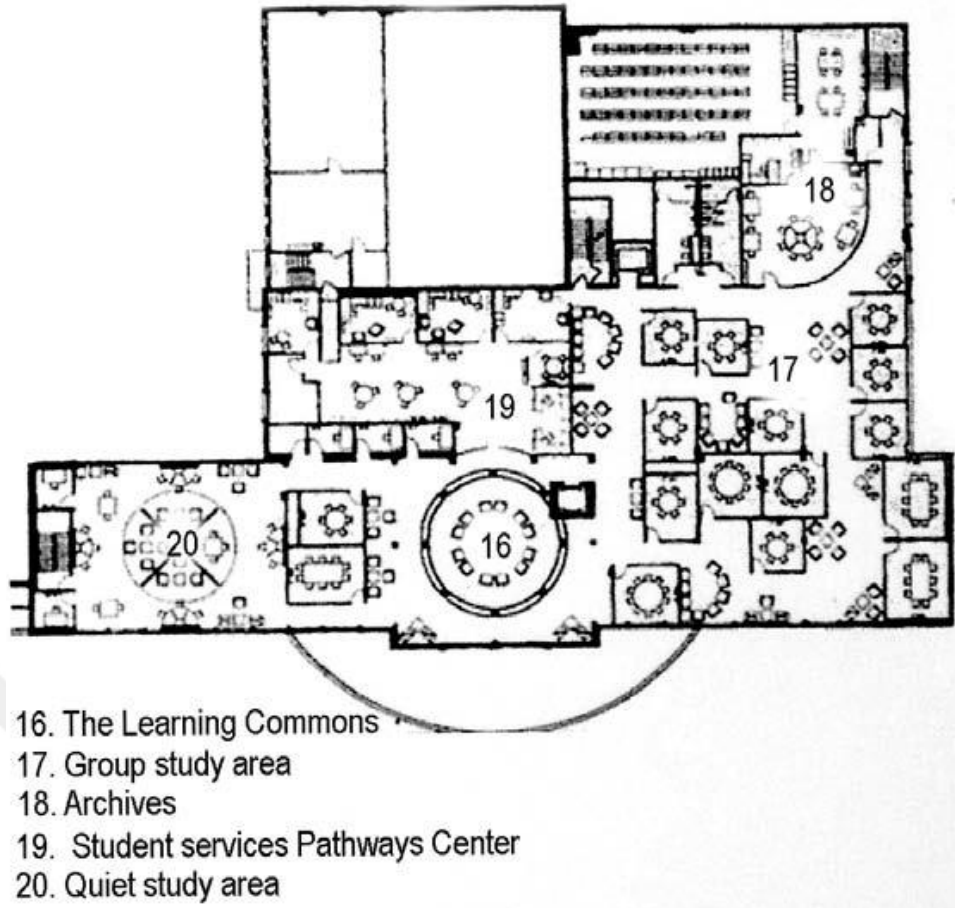 18
17
19
16
20
16. The Learning Commons
17. Group study area
18. Archives
19. Student services Pathways Center
20. Quiet study area